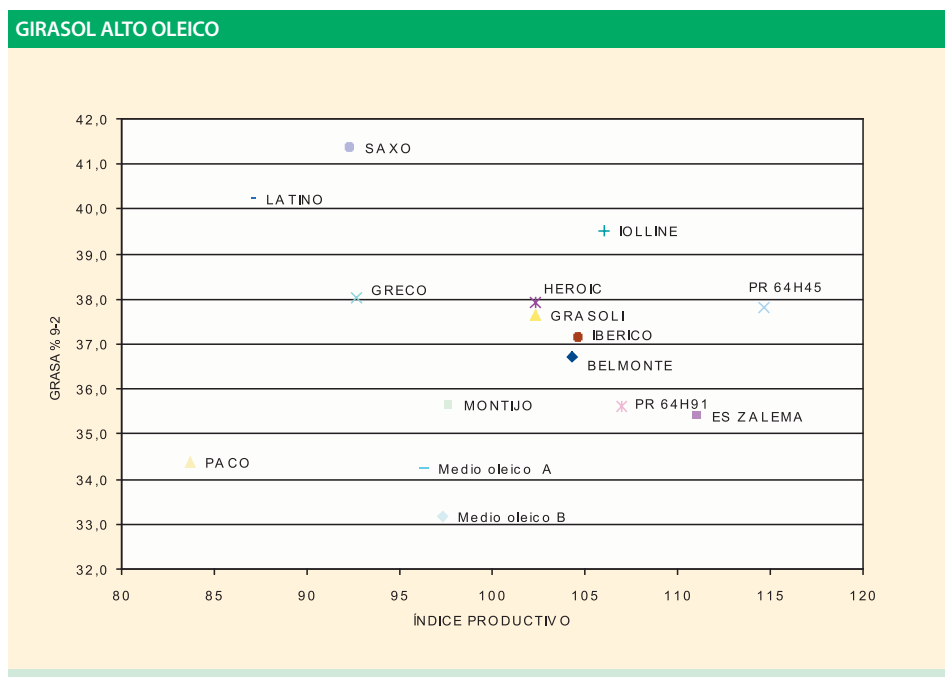 GIRASOL ALTO OLEICO
42,0
41,0
40,0
39,0
38,0
37,0
36,0
35,0
34,0
33,0
32,0
GRASA % 9-2
SAXO
LATINO
IOLLINE
GRECO
HEROIC
PR 64H45
GRASOLI
IBERICO
BELMONTE
MONTIJO
PR 64H91
ES ZALEMA
PACO
Medio oleico A
Medio oleico B
80 85 90 95 100 105 110 115 120
ÍNDICE PRODUCTIVO